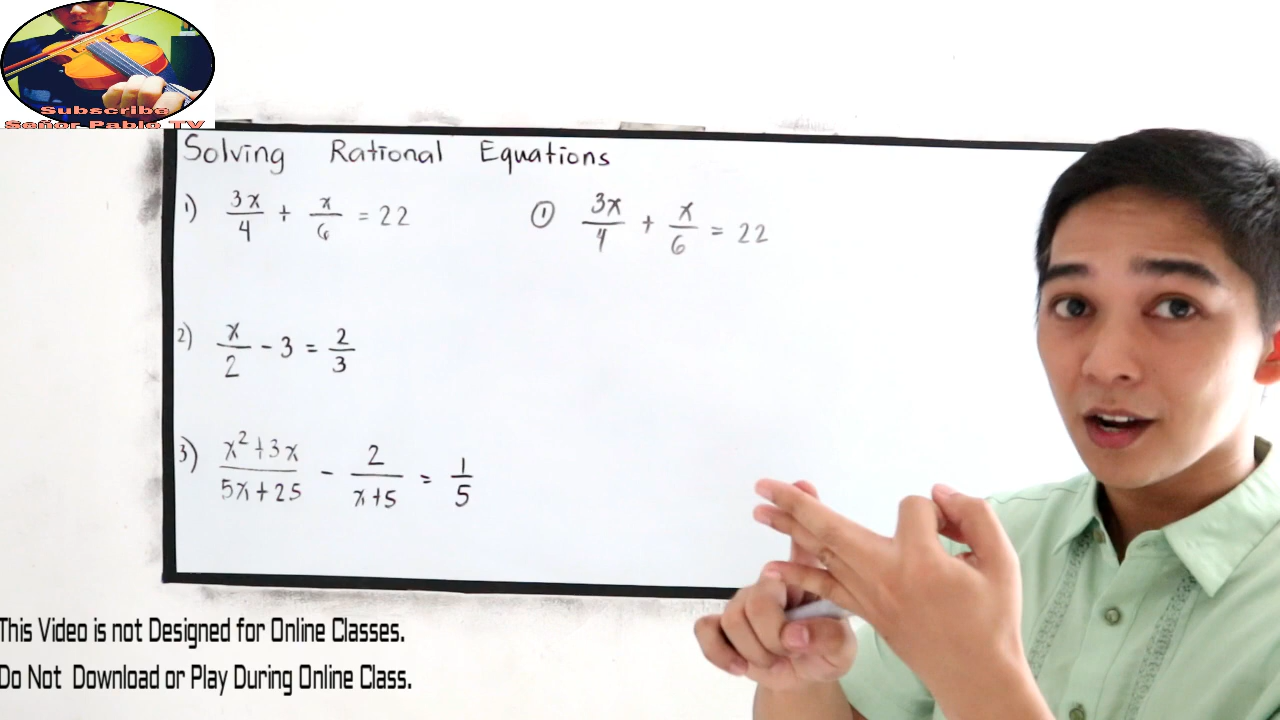 Subscribe
Señor Pablo TV
Solving Rational Equations
1) 3x/4 + x/6 = 22
① 3x/4 + x/6 = 22
2) x/2 - 3 = 2/3
3) x²+3x/5x+25 - 2/x+5 = 1/5
This Video is not Designed for Online Classes.
Do Not Download or Play During Online Class.